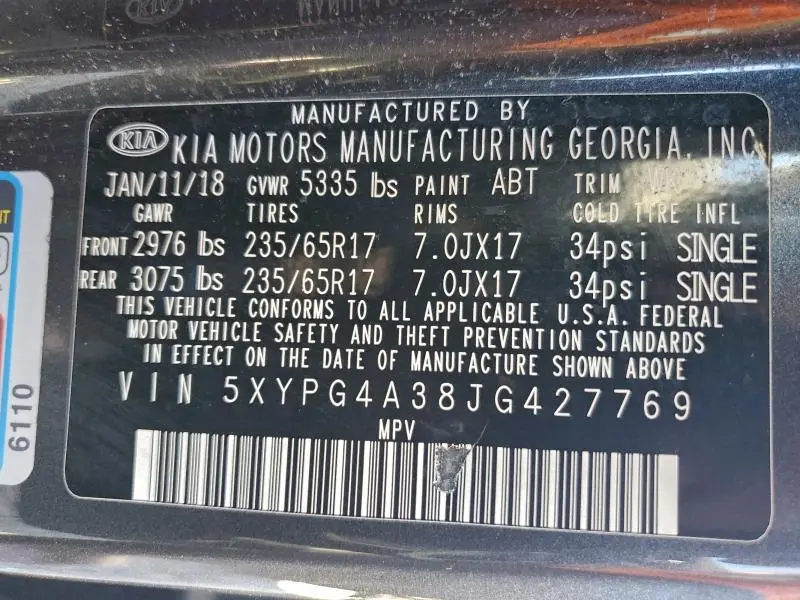 MANUFACTURED BY
KIA KIA MOTORS MANUFACTURING GEORGIA, INC
JAN/11/18 GVWR 5335 lbs PAINT ABT TRIM
GAWR TIRES RIMS COLD TIRE INFL
FRONT 2976 lbs 235/65R17 7.0JX17 34psi SINGLE
REAR 3075 lbs 235/65R17 7.0JX17 34psi SINGLE
THIS VEHICLE CONFORMS TO ALL APPLICABLE U.S.A. FEDERAL
MOTOR VEHICLE SAFETY AND THEFT PREVENTION STANDARDS
IN EFFECT ON THE DATE OF MANUFACTURE SHOWN ABOVE
VIN 5XYPG4A38JG427769
MPV
6110